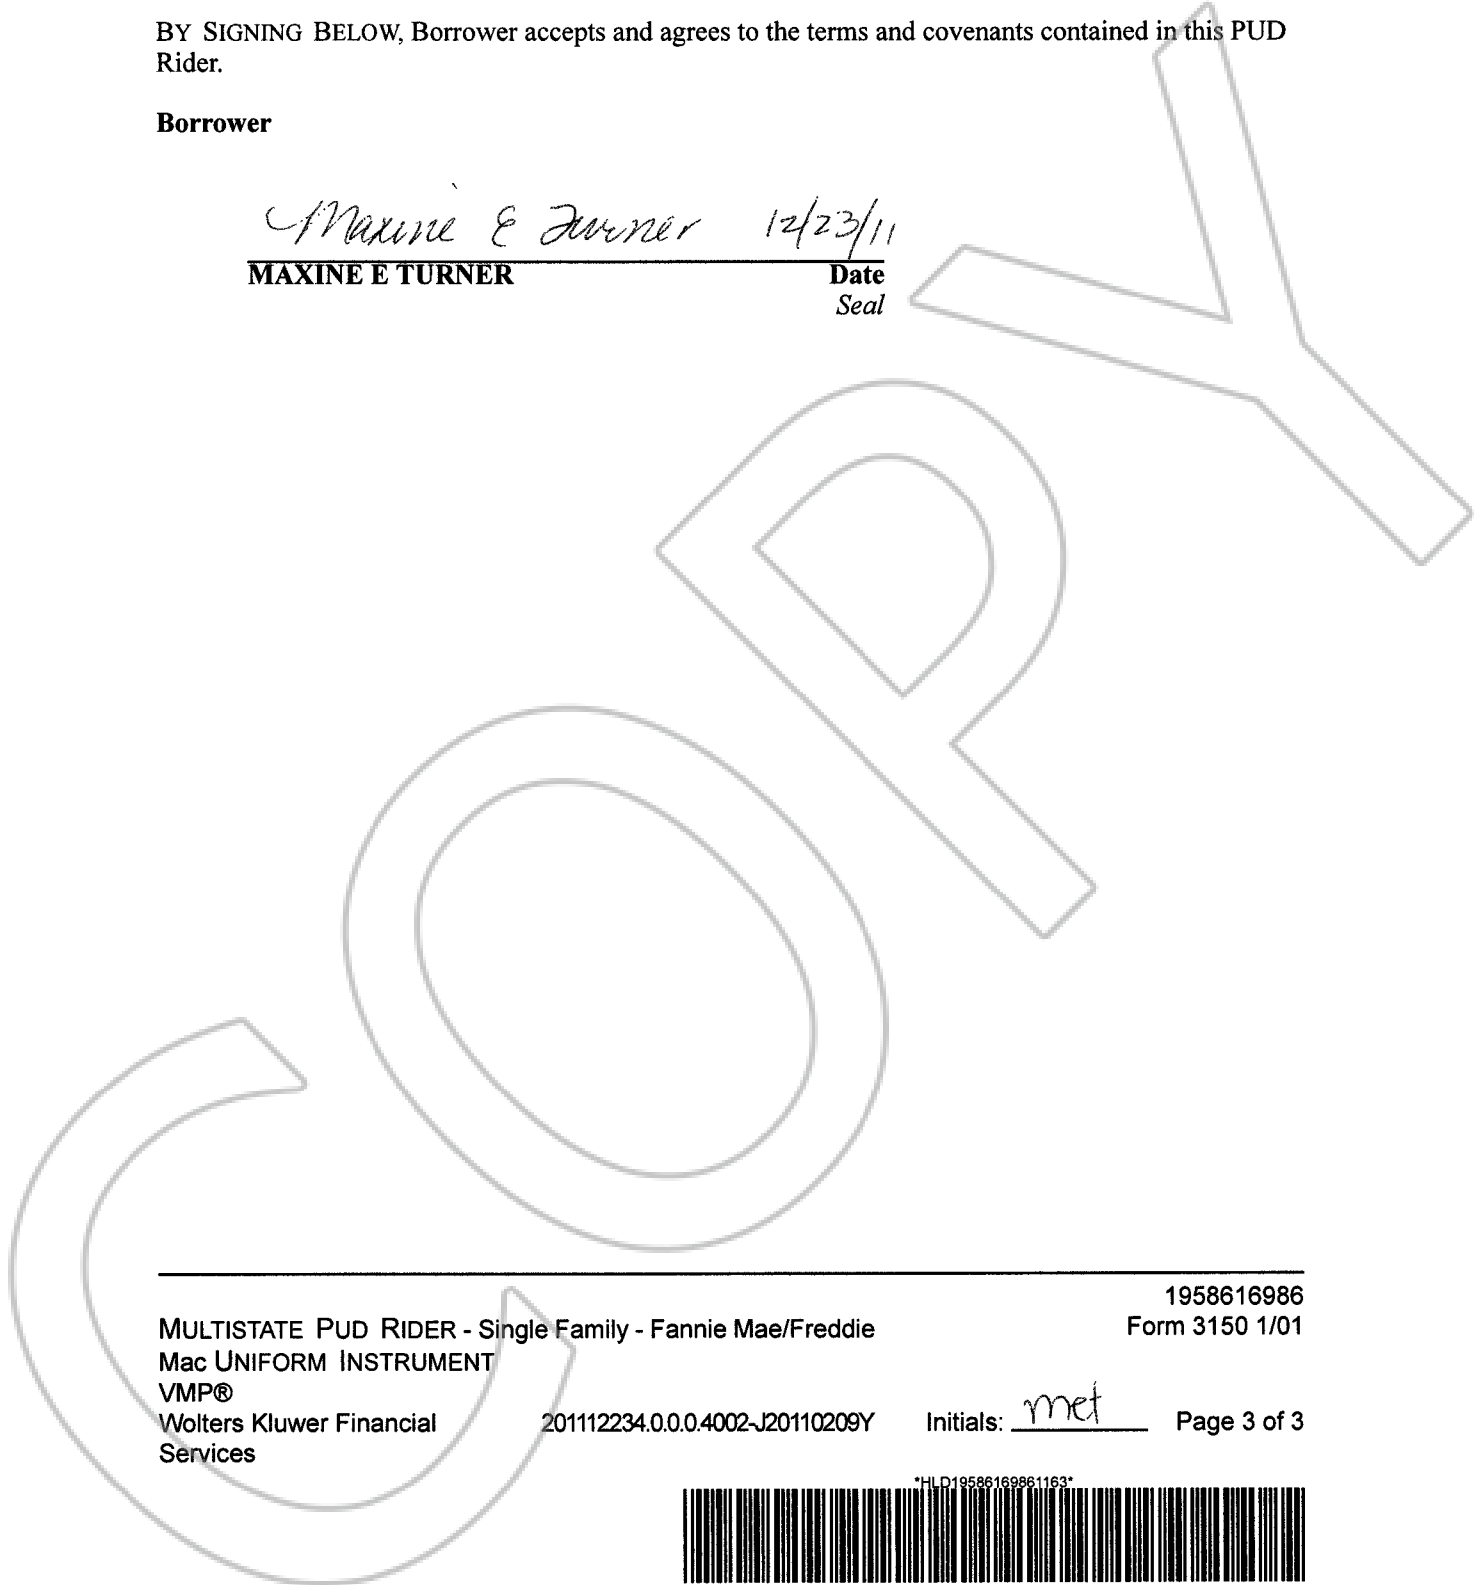 BY SIGNING BELOW, Borrower accepts and agrees to the terms and covenants contained in this PUD
Rider.
Borrower
Maxine E Turner 12/23/11
MAXINE E TURNER Date
Seal
COPY
1958616986
MULTISTATE PUD RIDER - Single Family - Fannie Mae/Freddie Form 3150 1/01
Mac UNIFORM INSTRUMENT
VMP®
Wolters Kluwer Financial 201112234.0.0.0.4002-J20110209Y Initials: met Page 3 of 3
Services
*HLD19586169861163*